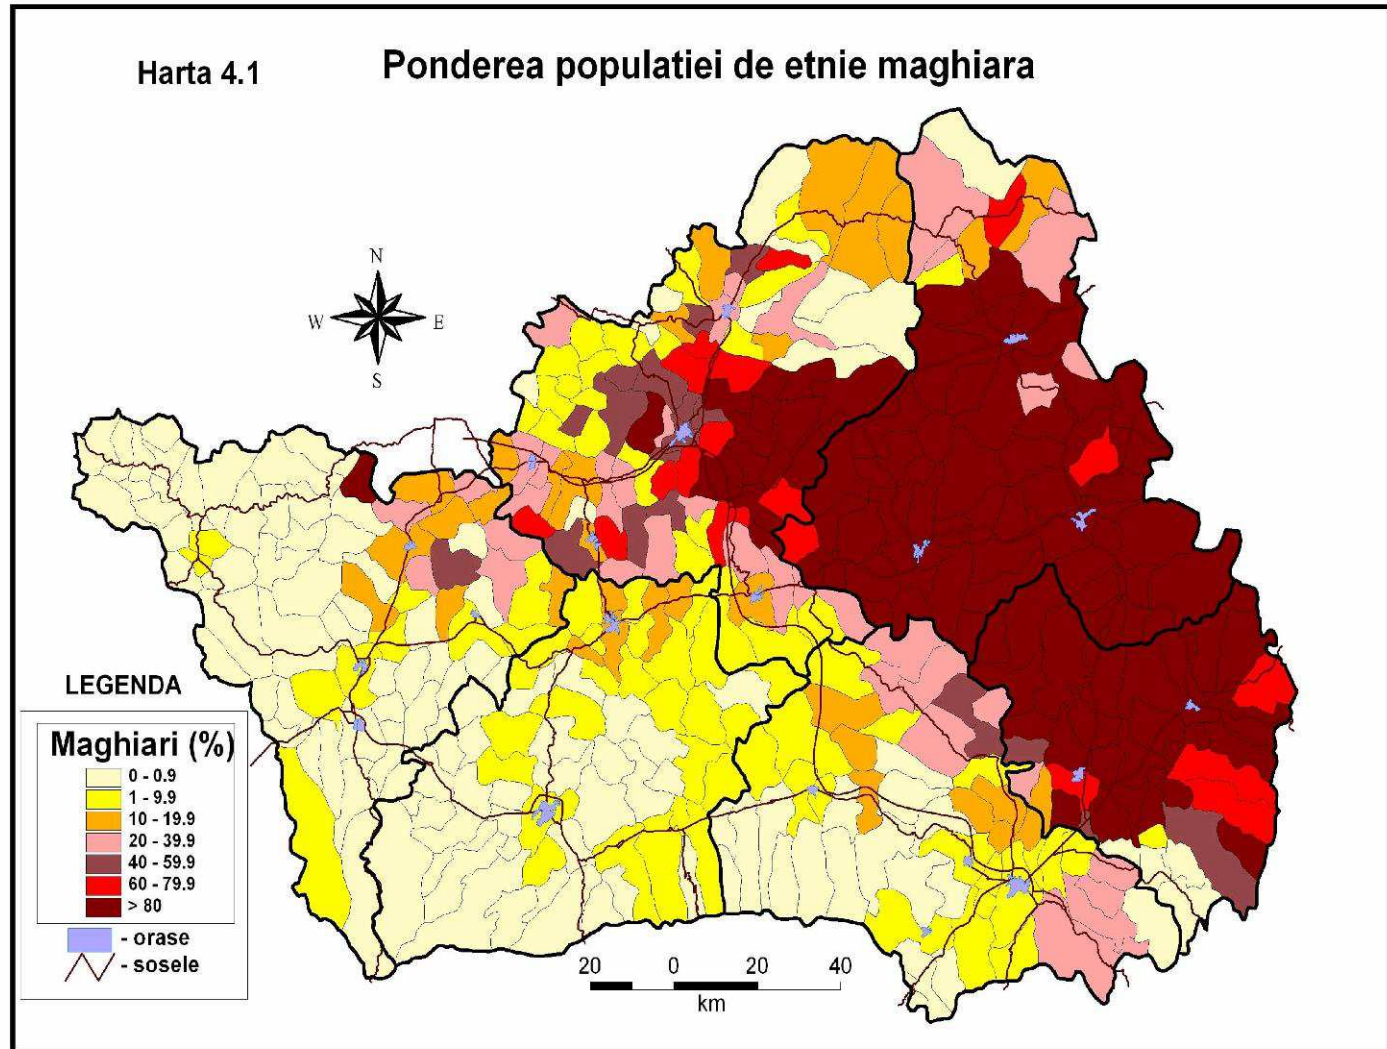 Harta 4.1
Ponderea populatiei de etnie maghiara
N
W
E
S
LEGENDA
Maghiari (%)
0 - 0.9
1 - 9.9
10 - 19.9
20 - 39.9
40 - 59.9
60 - 79.9
> 80
- orase
- sosele
20 0 20 40
km